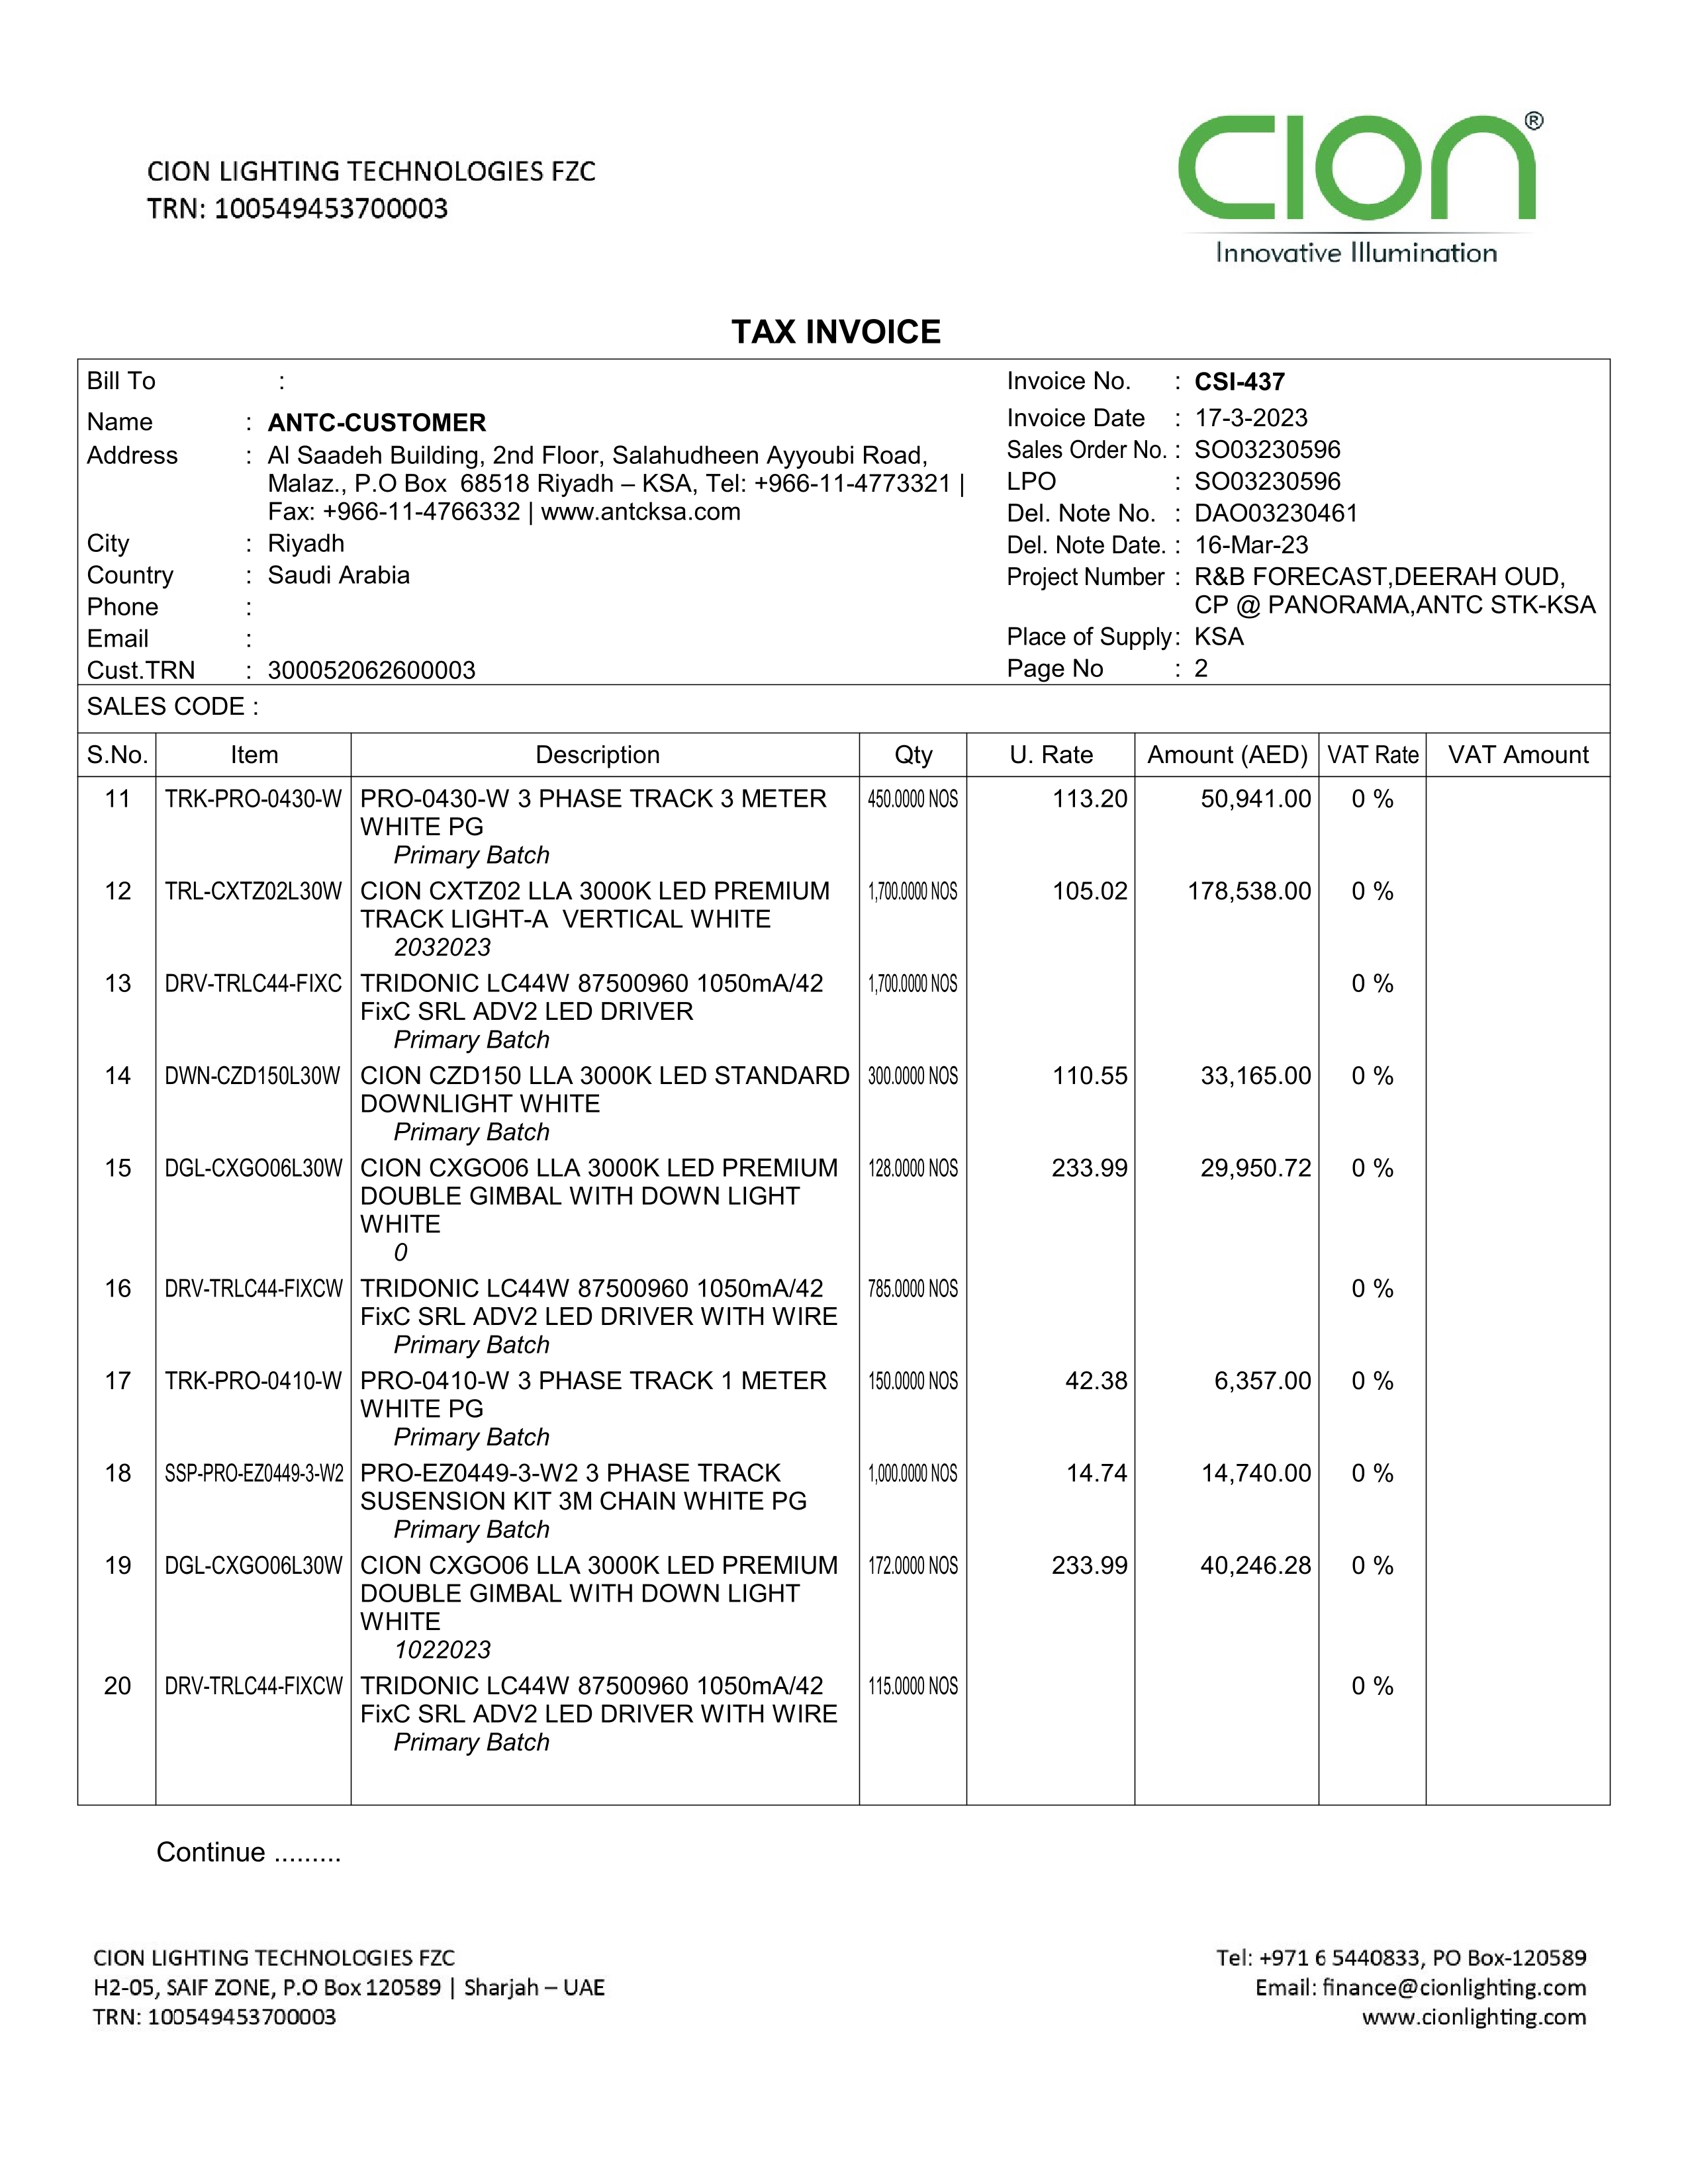 CION LIGHTING TECHNOLOGIES FZC
TRN: 100549453700003
CION®
Innovative Illumination
TAX INVOICE
Bill To :
Name : ANTC-CUSTOMER
Address : Al Saadeh Building, 2nd Floor, Salahudheen Ayyoubi Road,
Malaz., P.O Box 68518 Riyadh – KSA, Tel: +966-11-4773321 |
Fax: +966-11-4766332 | www.antcksa.com
City : Riyadh
Country : Saudi Arabia
Phone :
Email :
Cust.TRN : 300052062600003
Invoice No. : CSI-437
Invoice Date : 17-3-2023
Sales Order No. : SO03230596
LPO : SO03230596
Del. Note No. : DAO03230461
Del. Note Date. : 16-Mar-23
Project Number : R&B FORECAST,DEERAH OUD,
CP @ PANORAMA,ANTC STK-KSA
Place of Supply : KSA
Page No : 2
SALES CODE :
S.No. Item Description Qty U. Rate Amount (AED) VAT Rate VAT Amount
11 TRK-PRO-0430-W PRO-0430-W 3 PHASE TRACK 3 METER 450.0000 NOS 113.20 50,941.00 0 %
WHITE PG
Primary Batch
12 TRL-CXTZ02L30W CION CXTZ02 LLA 3000K LED PREMIUM 1,700.0000 NOS 105.02 178,538.00 0 %
TRACK LIGHT-A VERTICAL WHITE
2032023
13 DRV-TRLC44-FIXC TRIDONIC LC44W 87500960 1050mA/42 1,700.0000 NOS 0 %
FixC SRL ADV2 LED DRIVER
Primary Batch
14 DWN-CZD150L30W CION CZD150 LLA 3000K LED STANDARD 300.0000 NOS 110.55 33,165.00 0 %
DOWNLIGHT WHITE
Primary Batch
15 DGL-CXGO06L30W CION CXGO06 LLA 3000K LED PREMIUM 128.0000 NOS 233.99 29,950.72 0 %
DOUBLE GIMBAL WITH DOWN LIGHT
WHITE
0
16 DRV-TRLC44-FIXCW TRIDONIC LC44W 87500960 1050mA/42 785.0000 NOS 0 %
FixC SRL ADV2 LED DRIVER WITH WIRE
Primary Batch
17 TRK-PRO-0410-W PRO-0410-W 3 PHASE TRACK 1 METER 150.0000 NOS 42.38 6,357.00 0 %
WHITE PG
Primary Batch
18 SSP-PRO-EZ0449-3-W2 PRO-EZ0449-3-W2 3 PHASE TRACK 1,000.0000 NOS 14.74 14,740.00 0 %
SUSENSION KIT 3M CHAIN WHITE PG
Primary Batch
19 DGL-CXGO06L30W CION CXGO06 LLA 3000K LED PREMIUM 172.0000 NOS 233.99 40,246.28 0 %
DOUBLE GIMBAL WITH DOWN LIGHT
WHITE
1022023
20 DRV-TRLC44-FIXCW TRIDONIC LC44W 87500960 1050mA/42 115.0000 NOS 0 %
FixC SRL ADV2 LED DRIVER WITH WIRE
Primary Batch
Continue .........
CION LIGHTING TECHNOLOGIES FZC
H2-05, SAIF ZONE, P.O Box 120589 | Sharjah – UAE
TRN: 100549453700003
Tel: +971 6 5440833, PO Box-120589
Email: finance@cionlighting.com
www.cionlighting.com